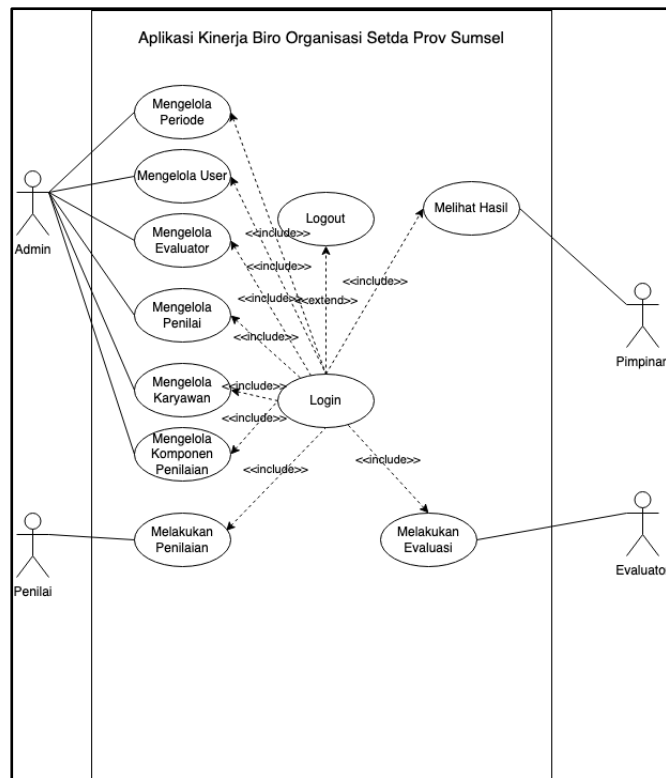 Aplikasi Kinerja Biro Organisasi Setda Prov Sumsel
Mengelola
Periode
Mengelola User
Mengelola
Evaluator
Mengelola
Penilai
Mengelola
Karyawan
Mengelola
Komponen
Penilaian
Melakukan
Penilaian
Admin
Penilai
Logout
Login
Melihat Hasil
Melakukan
Evaluasi
Pimpinan
Evaluator
<<include>>
<<include>>
<<include>>
<<extend>>
<<include>>
<<include>>
<<include>>
<<include>>
<<include>>
<<include>>